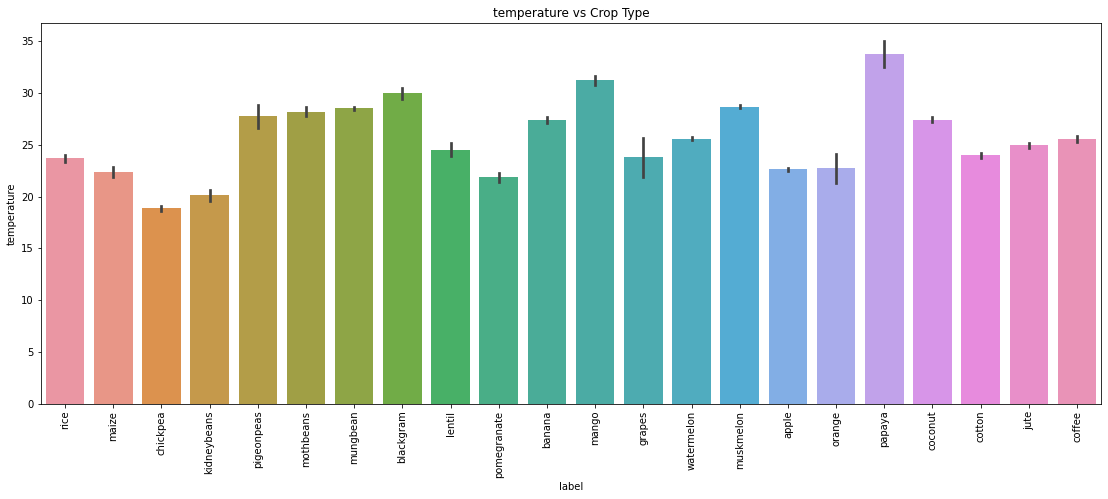 temperature vs Crop Type
temperature
35
30
25
20
15
10
5
0
rice
maize
chickpea
kidneybeans
pigeonpeas
mothbeans
mungbean
blackgram
lentil
pomegranate
banana
mango
grapes
watermelon
muskmelon
apple
orange
papaya
coconut
cotton
jute
coffee
label